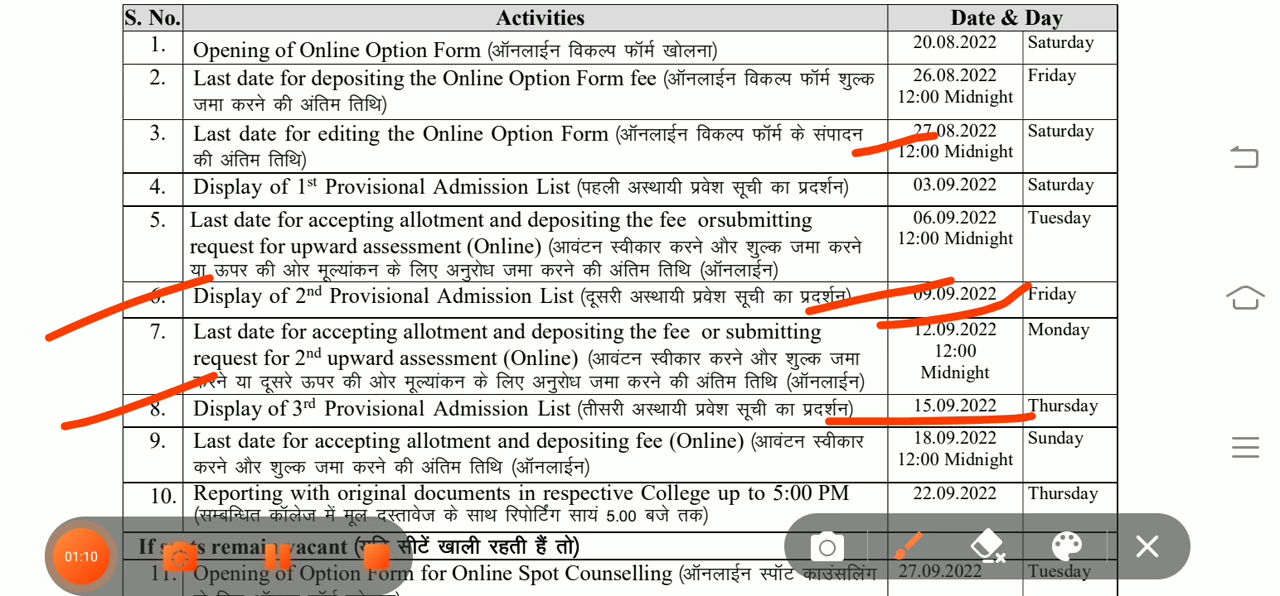 S. No. Activities Date & Day
1. Opening of Online Option Form (ऑनलाईन विकल्प फॉर्म खोलना) 20.08.2022 Saturday
2. Last date for depositing the Online Option Form fee (ऑनलाईन विकल्प फॉर्म शुल्क 26.08.2022 Friday
जमा करने की अंतिम तिथि) 12:00 Midnight
3. Last date for editing the Online Option Form (ऑनलाईन विकल्प फॉर्म के संपादन 27.08.2022 Saturday
की अंतिम तिथि) 12:00 Midnight
4. Display of 1st Provisional Admission List (पहली अस्थायी प्रवेश सूची का प्रदर्शन) 03.09.2022 Saturday
5. Last date for accepting allotment and depositing the fee orsubmitting 06.09.2022 Tuesday
request for upward assessment (Online) (आवंटन स्वीकार करने और शुल्क जमा करने 12:00 Midnight
या ऊपर की ओर मूल्यांकन के लिए अनुरोध जमा करने की अंतिम तिथि (ऑनलाईन)
6. Display of 2nd Provisional Admission List (दूसरी अस्थायी प्रवेश सूची का प्रदर्शन) 09.09.2022 Friday
7. Last date for accepting allotment and depositing the fee or submitting 12.09.2022 Monday
request for 2nd upward assessment (Online) (आवंटन स्वीकार करने और शुल्क जमा 12:00
करने या दूसरे ऊपर की ओर मूल्यांकन के लिए अनुरोध जमा करने की अंतिम तिथि (ऑनलाईन) Midnight
8. Display of 3rd Provisional Admission List (तीसरी अस्थायी प्रवेश सूची का प्रदर्शन) 15.09.2022 Thursday
9. Last date for accepting allotment and depositing fee (Online) (आवंटन स्वीकार 18.09.2022 Sunday
करने और शुल्क जमा करने की अंतिम तिथि (ऑनलाईन) 12:00 Midnight
10. Reporting with original documents in respective College up to 5:00 PM 22.09.2022 Thursday
(सम्बन्धित कॉलेज में मूल दस्तावेज के साथ रिपोर्टिंग सायं 5.00 बजे तक)
01:10
If seats remain vacant (यदि सीटें खाली रहती हैं तो)
11. Opening of Option Form for Online Spot Counselling (ऑनलाईन स्पॉट काउंसलिंग 27.09.2022 Tuesday